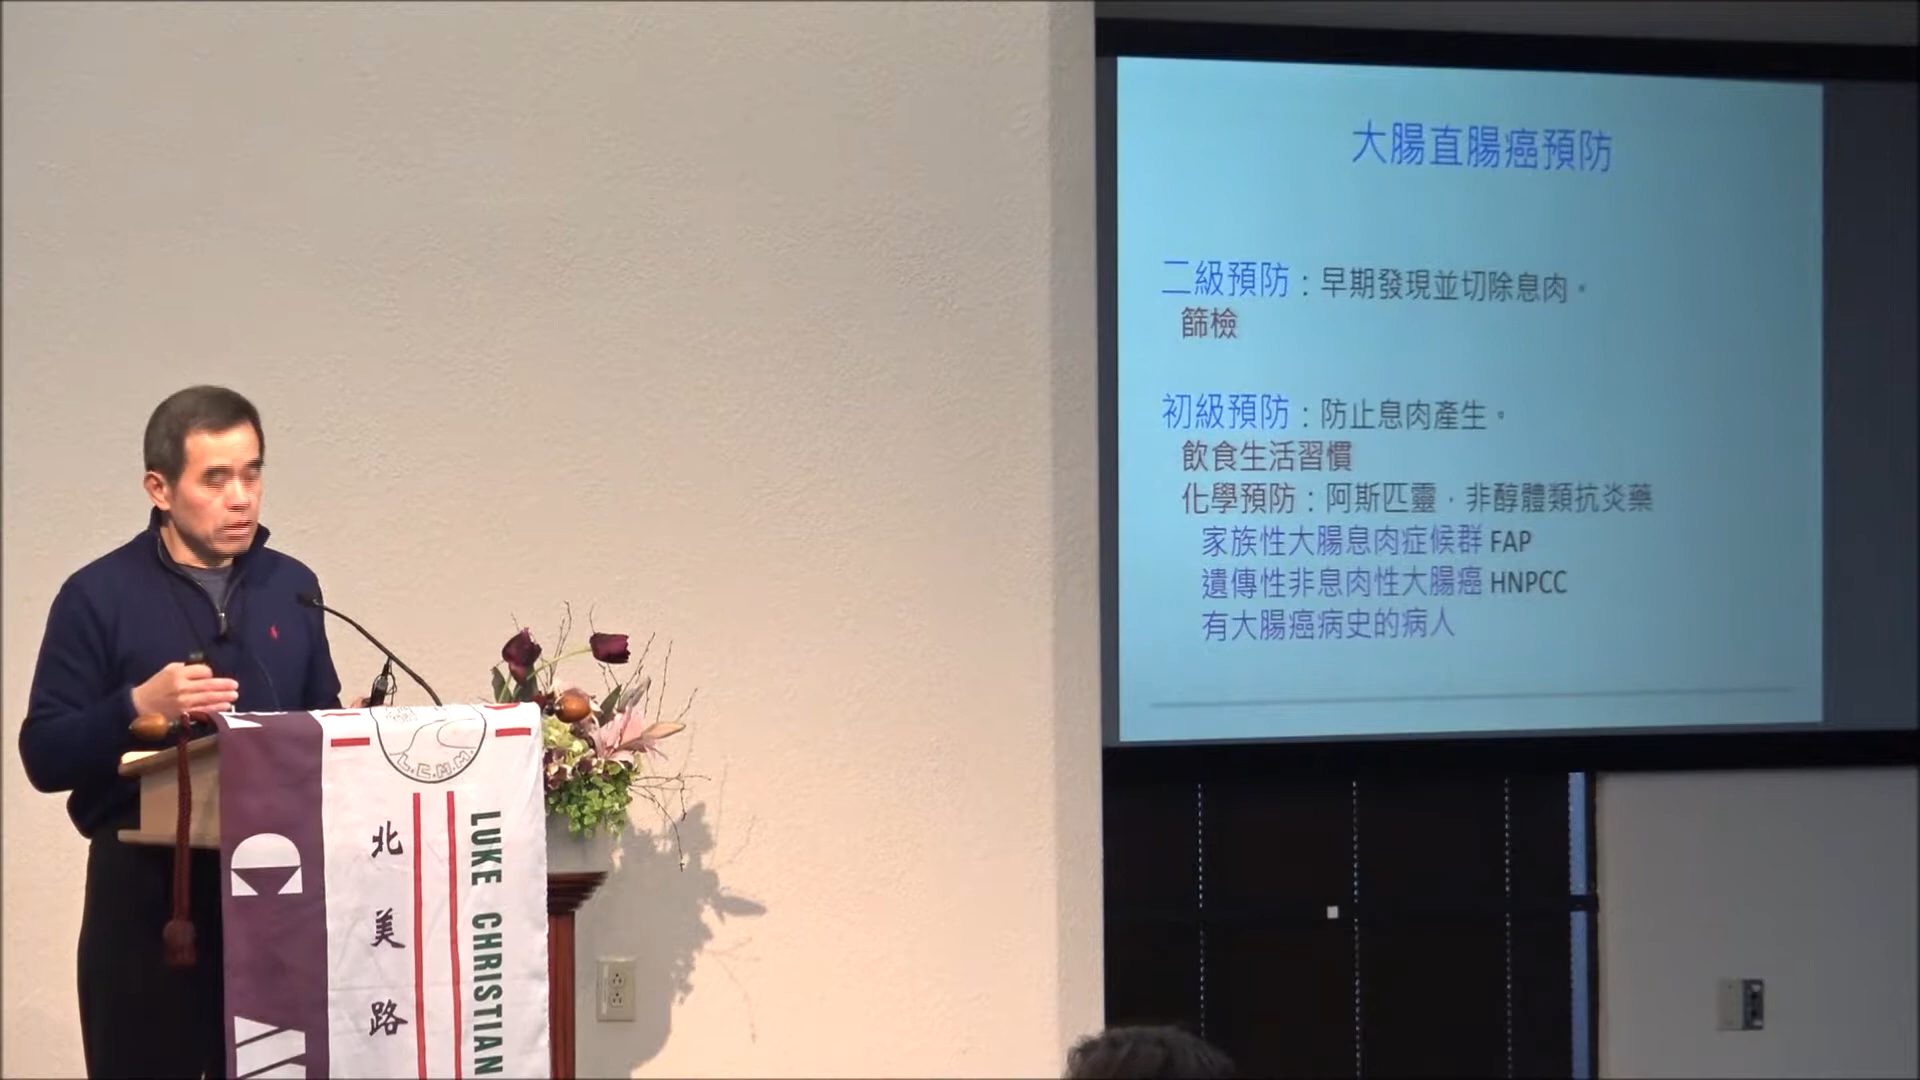 大腸直腸癌預防
二級預防：早期發現並切除息肉。
篩檢
初級預防：防止息肉產生。
飲食生活習慣
化學預防：阿斯匹靈，非醇體類抗炎藥
家族性大腸息肉症候群 FAP
遺傳性非息肉性大腸癌 HNPCC
有大腸癌病史的病人
L.C.M.M.
北美路
LUKE CHRISTIAN